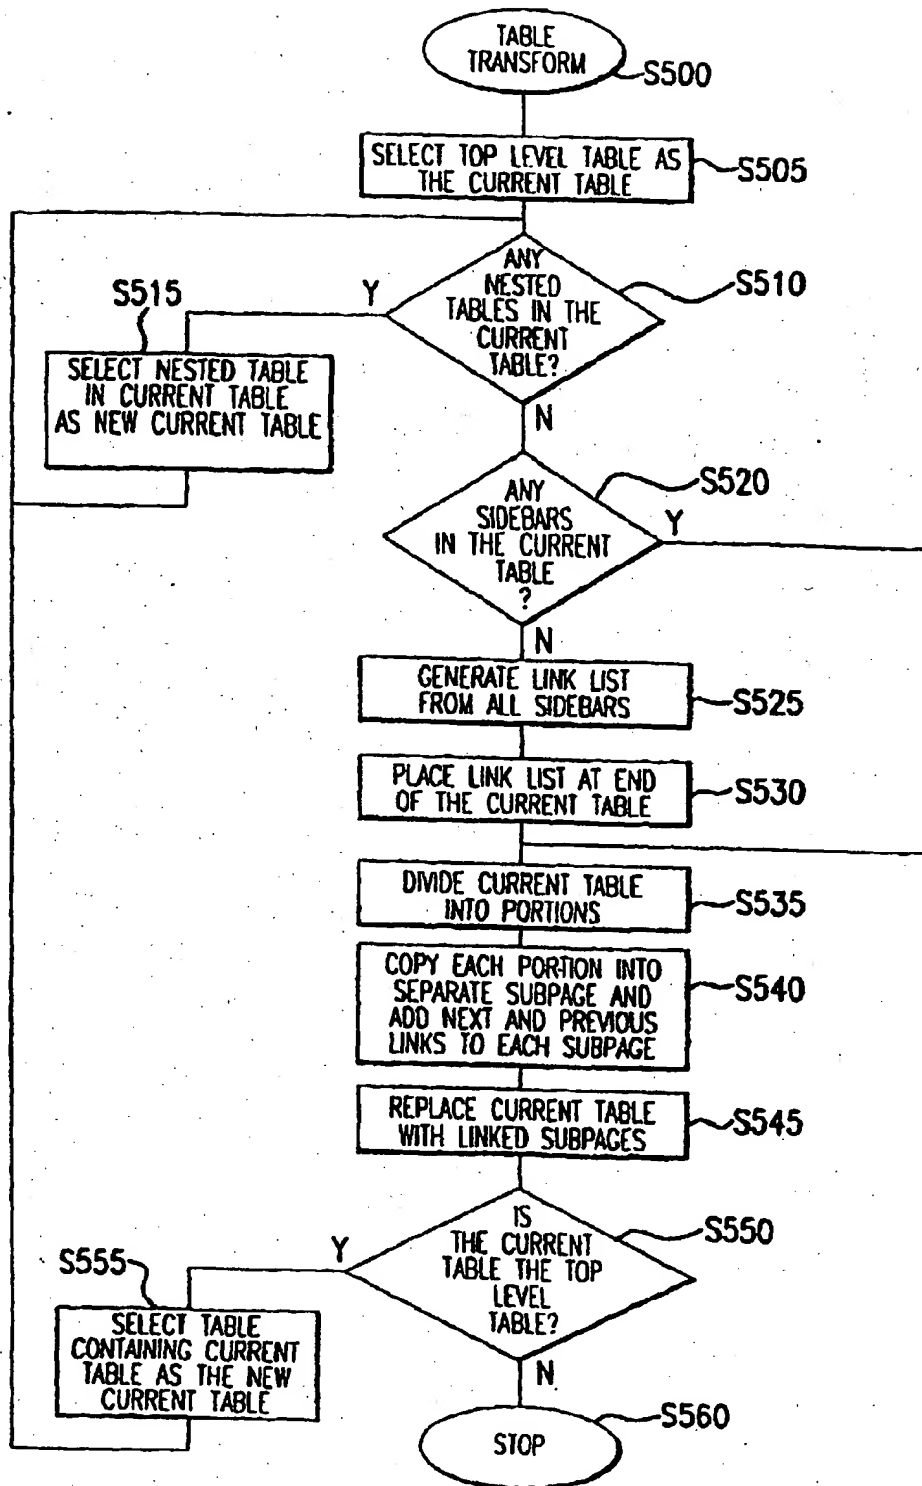 TABLE
TRANSFORM
S500
SELECT TOP LEVEL TABLE AS
THE CURRENT TABLE
S505
ANY
NESTED
TABLES IN THE
CURRENT
TABLE?
S510
Y
S515
SELECT NESTED TABLE
IN CURRENT TABLE
AS NEW CURRENT TABLE
N
ANY
SIDEBARS
IN THE CURRENT
TABLE
?
S520
Y
N
GENERATE LINK LIST
FROM ALL SIDEBARS
S525
PLACE LINK LIST AT END
OF THE CURRENT TABLE
S530
DIVIDE CURRENT TABLE
INTO PORTIONS
S535
COPY EACH PORTION INTO
SEPARATE SUBPAGE AND
ADD NEXT AND PREVIOUS
LINKS TO EACH SUBPAGE
S540
REPLACE CURRENT TABLE
WITH LINKED SUBPAGES
S545
IS
THE CURRENT
TABLE THE TOP
LEVEL
TABLE?
S550
Y
S555
SELECT TABLE
CONTAINING CURRENT
TABLE AS THE NEW
CURRENT TABLE
N
STOP
S560